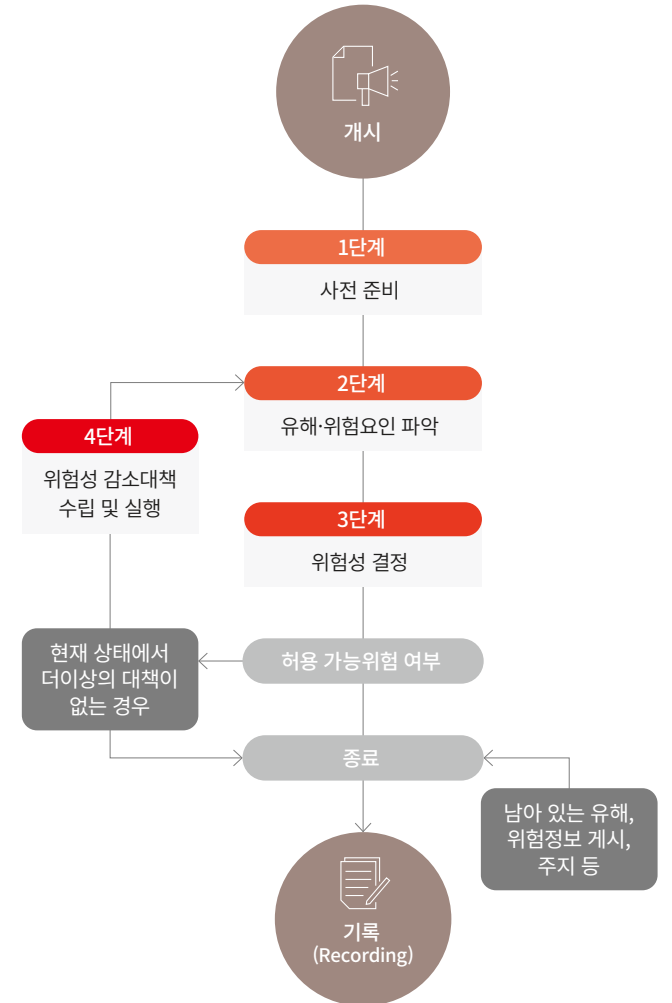 개시
1단계
사전 준비
2단계
유해·위험요인 파악
4단계
위험성 감소대책
수립 및 실행
3단계
위험성 결정
현재 상태에서
더이상의 대책이
없는 경우
허용 가능위험 여부
종료
남아 있는 유해,
위험정보 게시,
주지 등
기록
(Recording)